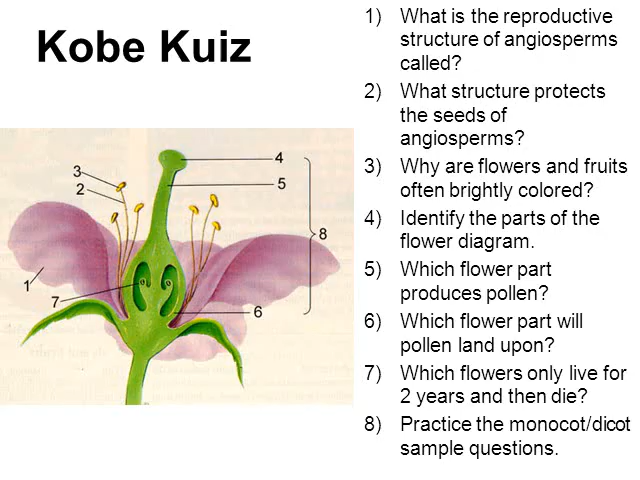 Kobe Kuiz
1) What is the reproductive
structure of angiosperms
called?
2) What structure protects
the seeds of
angiosperms?
3) Why are flowers and fruits
often brightly colored?
4) Identify the parts of the
flower diagram.
5) Which flower part
produces pollen?
6) Which flower part will
pollen land upon?
7) Which flowers only live for
2 years and then die?
8) Practice the monocot/dicot
sample questions.
4
3
5
2
8
1
7
6